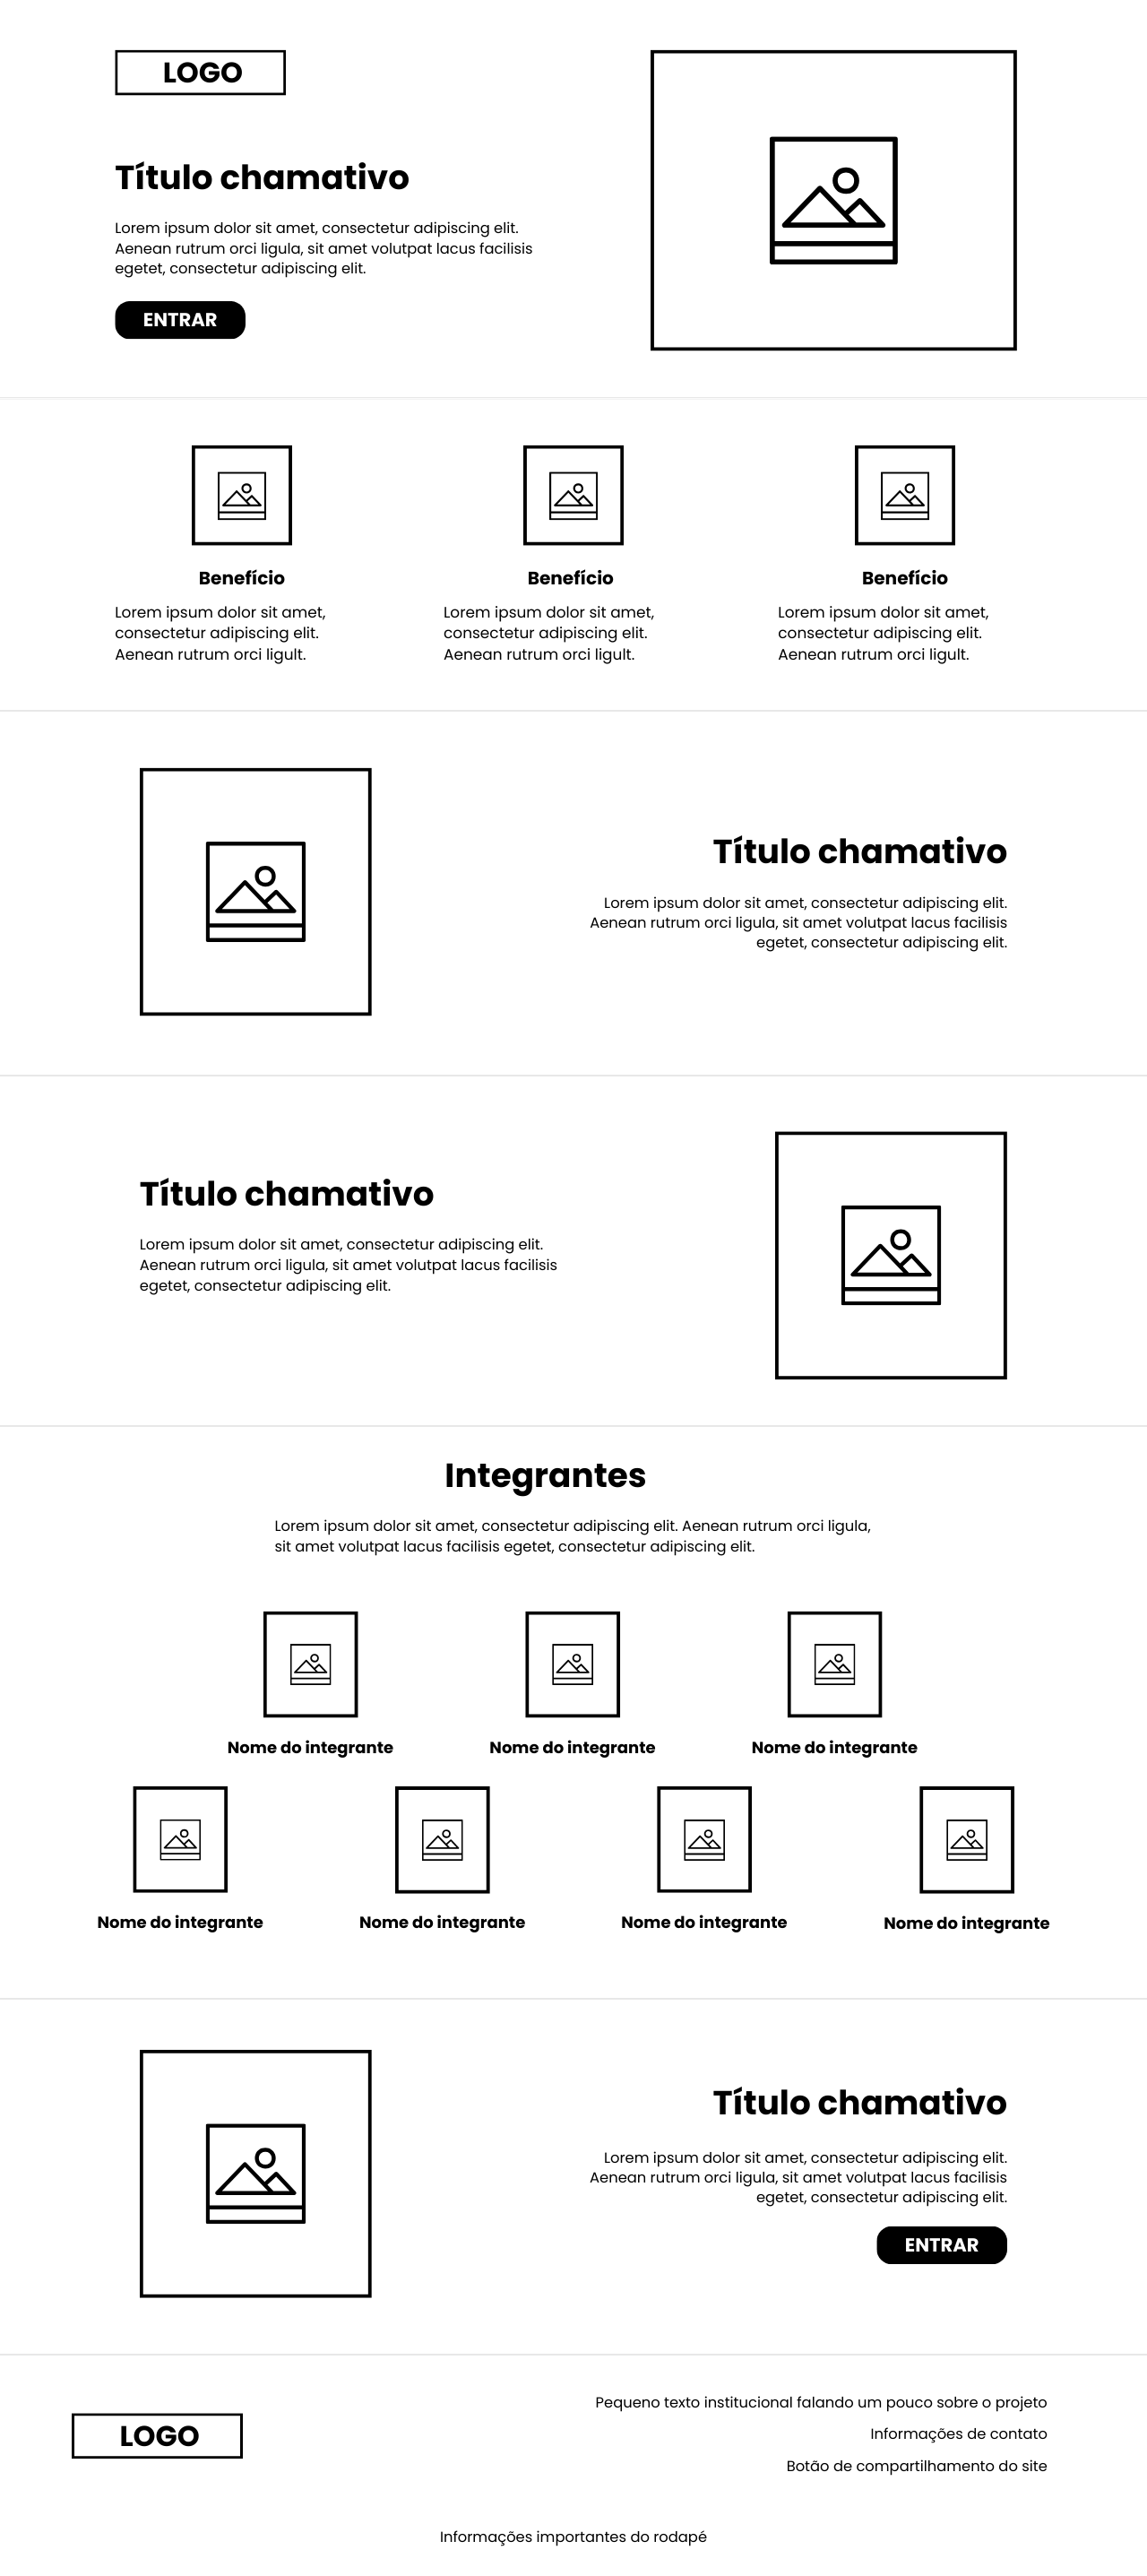 LOGO
Título chamativo
Lorem ipsum dolor sit amet, consectetur adipiscing elit.
Aenean rutrum orci ligula, sit amet volutpat lacus facilisis
egetet, consectetur adipiscing elit.
ENTRAR
Benefício
Lorem ipsum dolor sit amet,
consectetur adipiscing elit.
Aenean rutrum orci ligult.
Benefício
Lorem ipsum dolor sit amet,
consectetur adipiscing elit.
Aenean rutrum orci ligult.
Benefício
Lorem ipsum dolor sit amet,
consectetur adipiscing elit.
Aenean rutrum orci ligult.
Título chamativo
Lorem ipsum dolor sit amet, consectetur adipiscing elit.
Aenean rutrum orci ligula, sit amet volutpat lacus facilisis
egetet, consectetur adipiscing elit.
Título chamativo
Lorem ipsum dolor sit amet, consectetur adipiscing elit.
Aenean rutrum orci ligula, sit amet volutpat lacus facilisis
egetet, consectetur adipiscing elit.
Integrantes
Lorem ipsum dolor sit amet, consectetur adipiscing elit. Aenean rutrum orci ligula,
sit amet volutpat lacus facilisis egetet, consectetur adipiscing elit.
Nome do integrante
Nome do integrante
Nome do integrante
Nome do integrante
Nome do integrante
Nome do integrante
Nome do integrante
Título chamativo
Lorem ipsum dolor sit amet, consectetur adipiscing elit.
Aenean rutrum orci ligula, sit amet volutpat lacus facilisis
egetet, consectetur adipiscing elit.
ENTRAR
LOGO
Pequeno texto institucional falando um pouco sobre o projeto
Informações de contato
Botão de compartilhamento do site
Informações importantes do rodapé